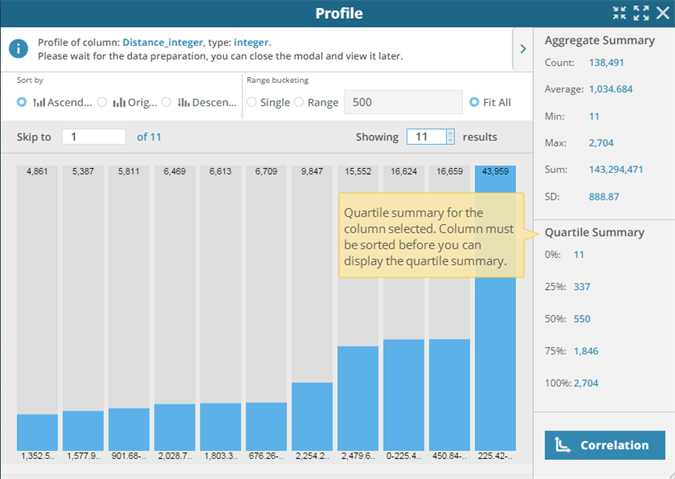 Profile
Profile of column: Distance_integer, type: integer.
Please wait for the data preparation, you can close the modal and view it later.
Sort by
Ascend... Orig... Descen...
Range bucketing
Single Range 500 Fit All
Skip to 1 of 11
Showing 11 results
4,861 5,387 5,811 6,469 6,613 6,709 9,847 15,552 16,624 16,659 43,959
Quartile summary for the
column selected. Column must
be sorted before you can
display the quartile summary.
1,352.5.. 1,577.9.. 901.68-.. 2,028.7.. 1,803.3.. 676.26-.. 2,254.2.. 2,479.6.. 0-225.4.. 450.84-.. 225.42-..
Aggregate Summary
Count: 138,491
Average: 1,034.684
Min: 11
Max: 2,704
Sum: 143,294,471
SD: 888.87
Quartile Summary
0%: 11
25%: 337
50%: 550
75%: 1,846
100%: 2,704
Correlation